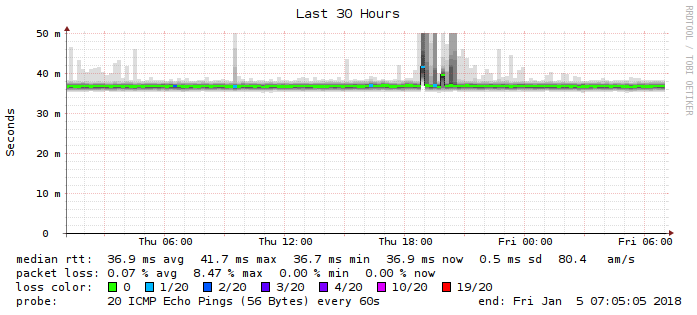 Last 30 Hours
RRDTOOL / TOBI OETIKER
Seconds
50 m
40 m
30 m
20 m
10 m
0
Thu 06:00 Thu 12:00 Thu 18:00 Fri 00:00 Fri 06:00
median rtt: 36.9 ms avg 41.7 ms max 36.7 ms min 36.9 ms now 0.5 ms sd 80.4 am/s
packet loss: 0.07 % avg 8.47 % max 0.00 % min 0.00 % now
loss color: 0 1/20 2/20 3/20 4/20 10/20 19/20
probe: 20 ICMP Echo Pings (56 Bytes) every 60s end: Fri Jan 5 07:05:05 2018